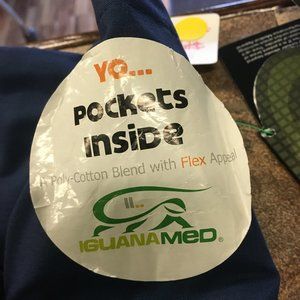 YO...
POCKETS
INSIDE
Poly-Cotton Blend with Flex Appeal
IGUANAMED®